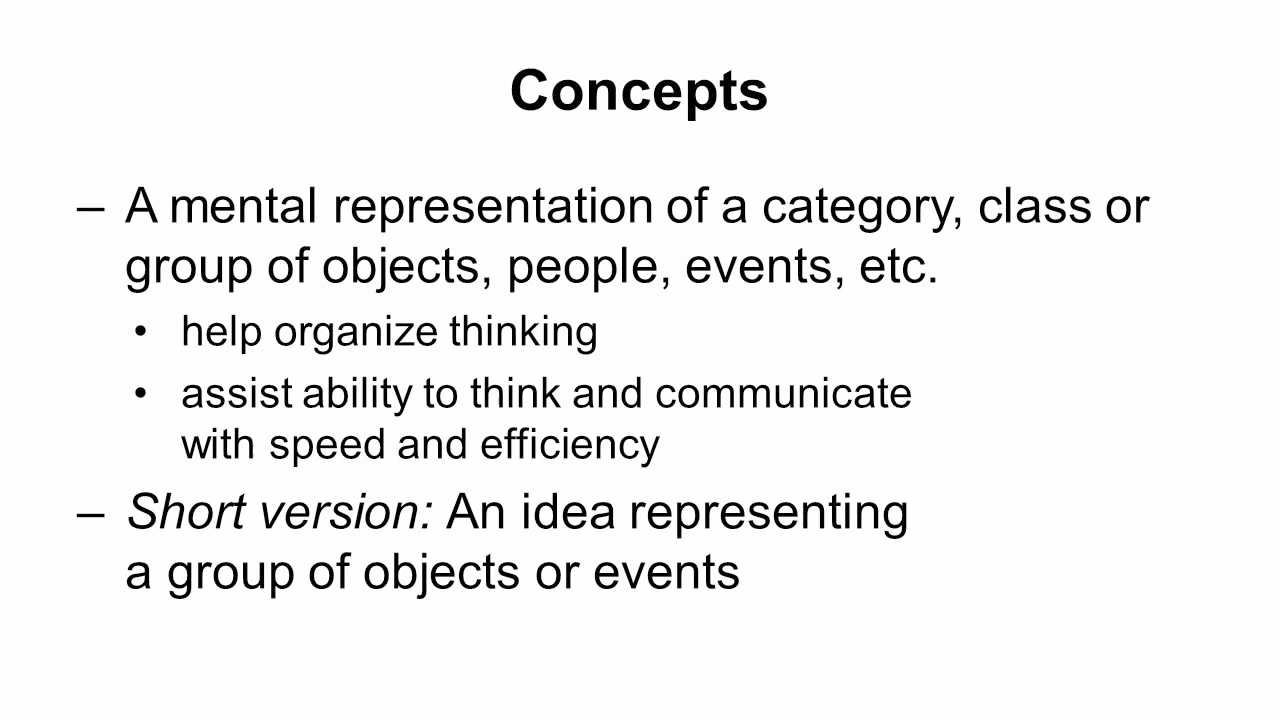 Concepts
– A mental representation of a category, class or
group of objects, people, events, etc.
• help organize thinking
• assist ability to think and communicate
with speed and efficiency
– Short version: An idea representing
a group of objects or events